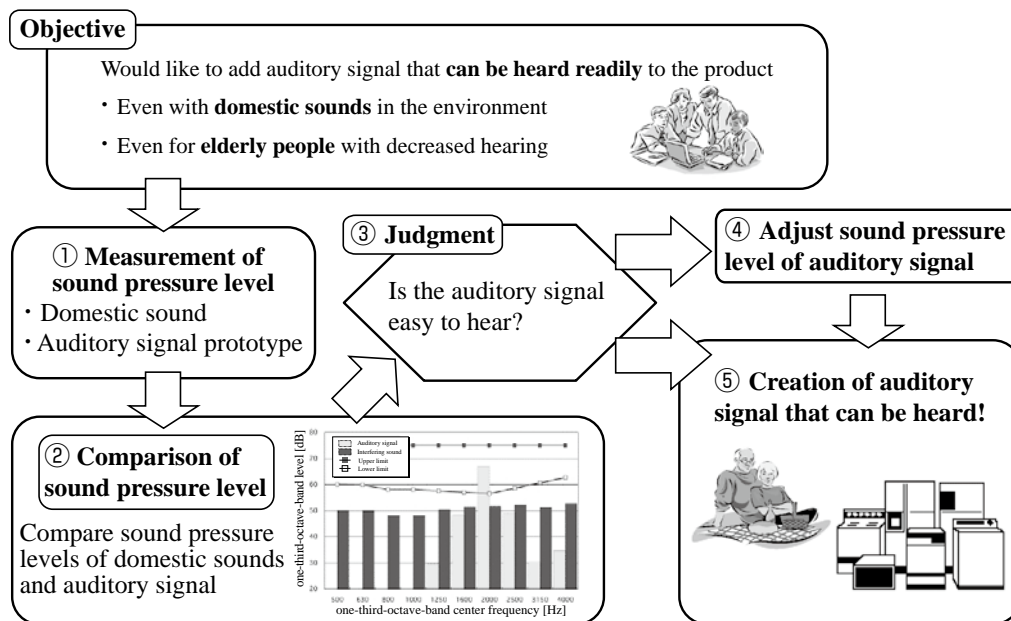 Objective
Would like to add auditory signal that can be heard readily to the product
・Even with domestic sounds in the environment
・Even for elderly people with decreased hearing
① Measurement of
sound pressure level
・Domestic sound
・Auditory signal prototype
② Comparison of
sound pressure level
Compare sound pressure
levels of domestic sounds
and auditory signal
one-third-octave-band level [dB]
80
70
60
50
40
30
20
Auditory signal
Interfering sound
Upper limit
Lower limit
500 630 800 1000 1250 1600 2000 2500 3150 4000
one-third-octave-band center frequency [Hz]
③ Judgment
Is the auditory signal
easy to hear?
④ Adjust sound pressure
level of auditory signal
⑤ Creation of auditory
signal that can be heard!